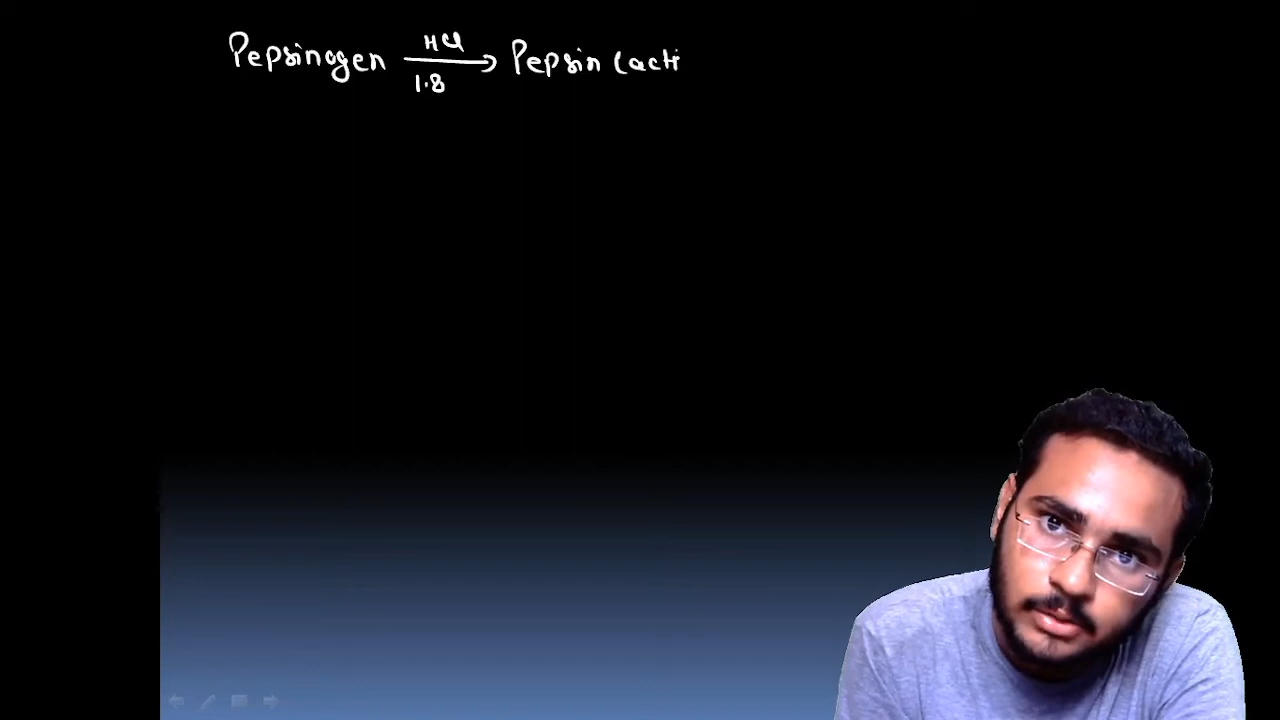 Pepsinogen HCl 1.8 → Pepsin (acti